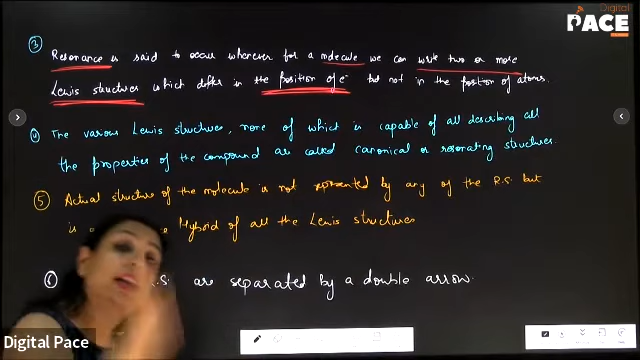 Digital
PACE
③ Resonance is said to occur whenever for a molecule we can write two or more
Lewis structures which differ in the position of e⁻ but not in the position of atoms.
④ The various Lewis structures, none of which is capable of all describing all
the properties of the compound are called canonical or resonating structures.
⑤ Actual structure of the molecule is not represented by any of the R.S. but
is a Hybrid of all the Lewis structures
⑥ .S. are separated by a double arrow.
Digital Pace